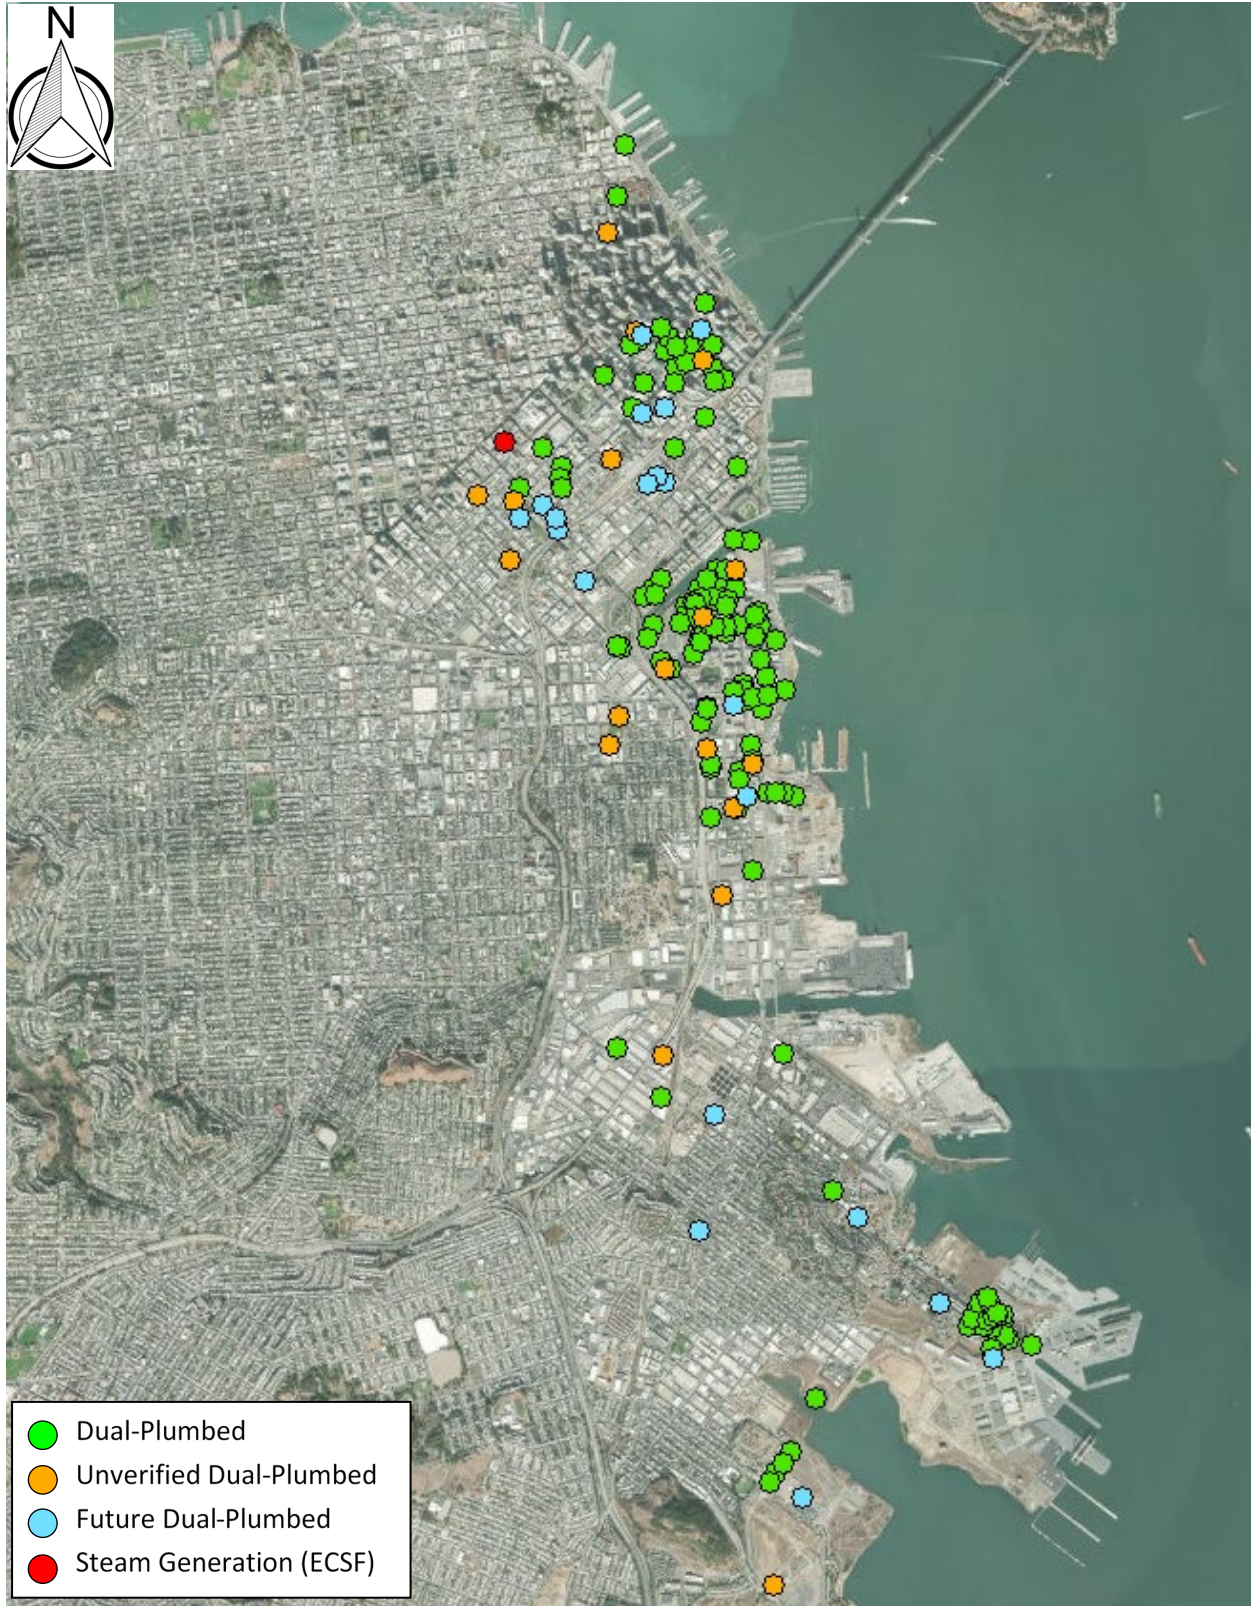 N
Dual-Plumbed
Unverified Dual-Plumbed
Future Dual-Plumbed
Steam Generation (ECSF)